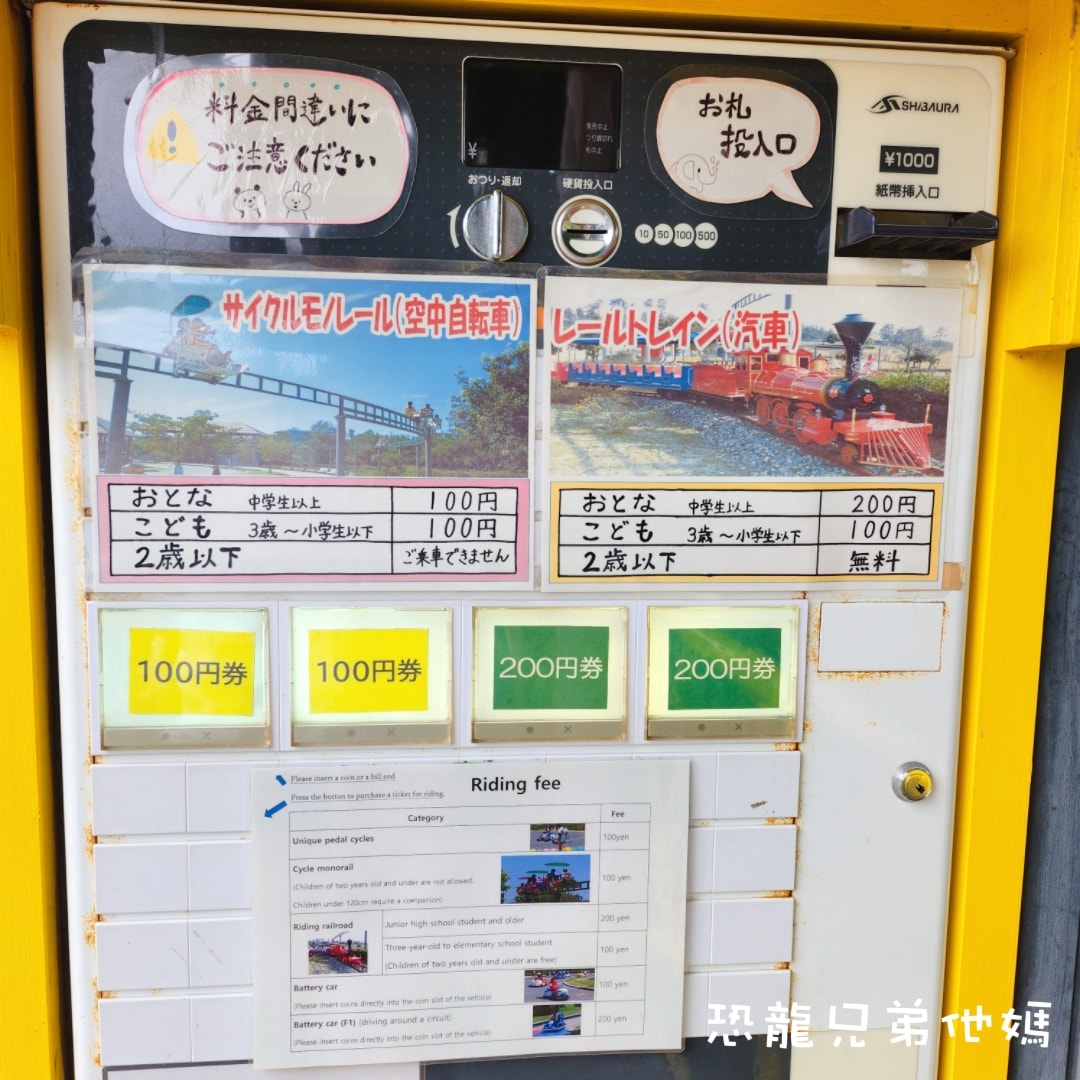 料金間違いに
ご注意ください
発売中止
つり銭切れ
札中止
¥
おつり・返却
硬貨投入口
10 50 100 500
お札
投入口
SHIBAURA
¥1000
紙幣挿入口
サイクルモノレール(空中自転車)
おとな 中学生以上 100円
こども 3歳〜小学生以下 100円
2歳以下 ご乗車できません
レールトレイン(汽車)
おとな 中学生以上 200円
こども 3歳〜小学生以下 100円
2歳以下 無料
100円券
100円券
200円券
200円券
Please insert a coin or a bill and
Press the botton to purchase a ticket for riding.
Riding fee
Category Fee
Unique pedal cycles 100yen
Cycle monorail
(Children of two years old and under are not allowed.
Children under 120cm require a companion)
100 yen
Riding railroad
Junior high school student and older 200 yen
Three-year-old to elementary school student
(Children of two years old and under are free)
100 yen
Battery car
(Please insert coins directly into the coin slot of the vehicle)
100 yen
Battery car (F1) (driving around a circuit)
(Please insert coins directly into the coin slot of the vehicle)
200 yen
恐龍兄弟他媽